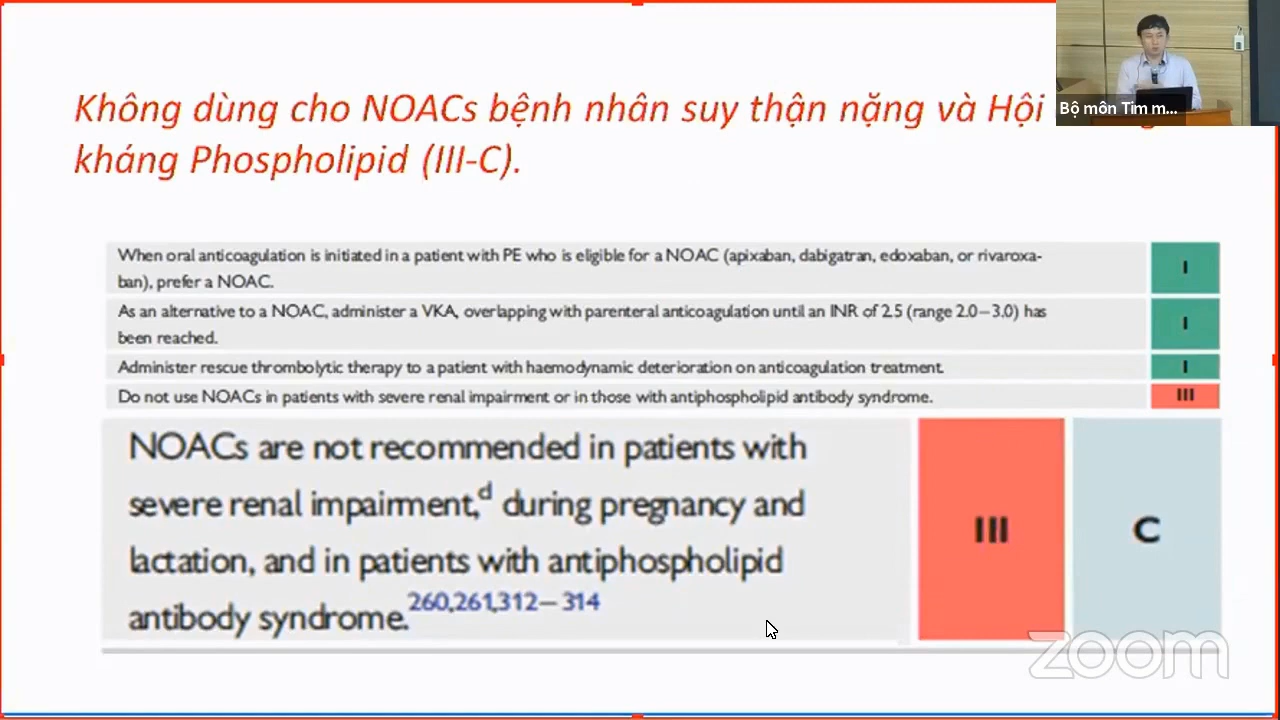 Không dùng cho NOACs bệnh nhân suy thận nặng và Hội
Bộ môn Tim m...
kháng Phospholipid (III-C).
When oral anticoagulation is initiated in a patient with PE who is eligible for a NOAC (apixaban, dabigatran, edoxaban, or rivaroxa-
ban), prefer a NOAC.
I
As an alternative to a NOAC, administer a VKA, overlapping with parenteral anticoagulation until an INR of 2.5 (range 2.0–3.0) has
been reached.
I
Administer rescue thrombolytic therapy to a patient with haemodynamic deterioration on anticoagulation treatment.
I
Do not use NOACs in patients with severe renal impairment or in those with antiphospholipid antibody syndrome.
III
NOACs are not recommended in patients with
severe renal impairment,d during pregnancy and
lactation, and in patients with antiphospholipid
antibody syndrome.260,261,312–314
III
C
zoom